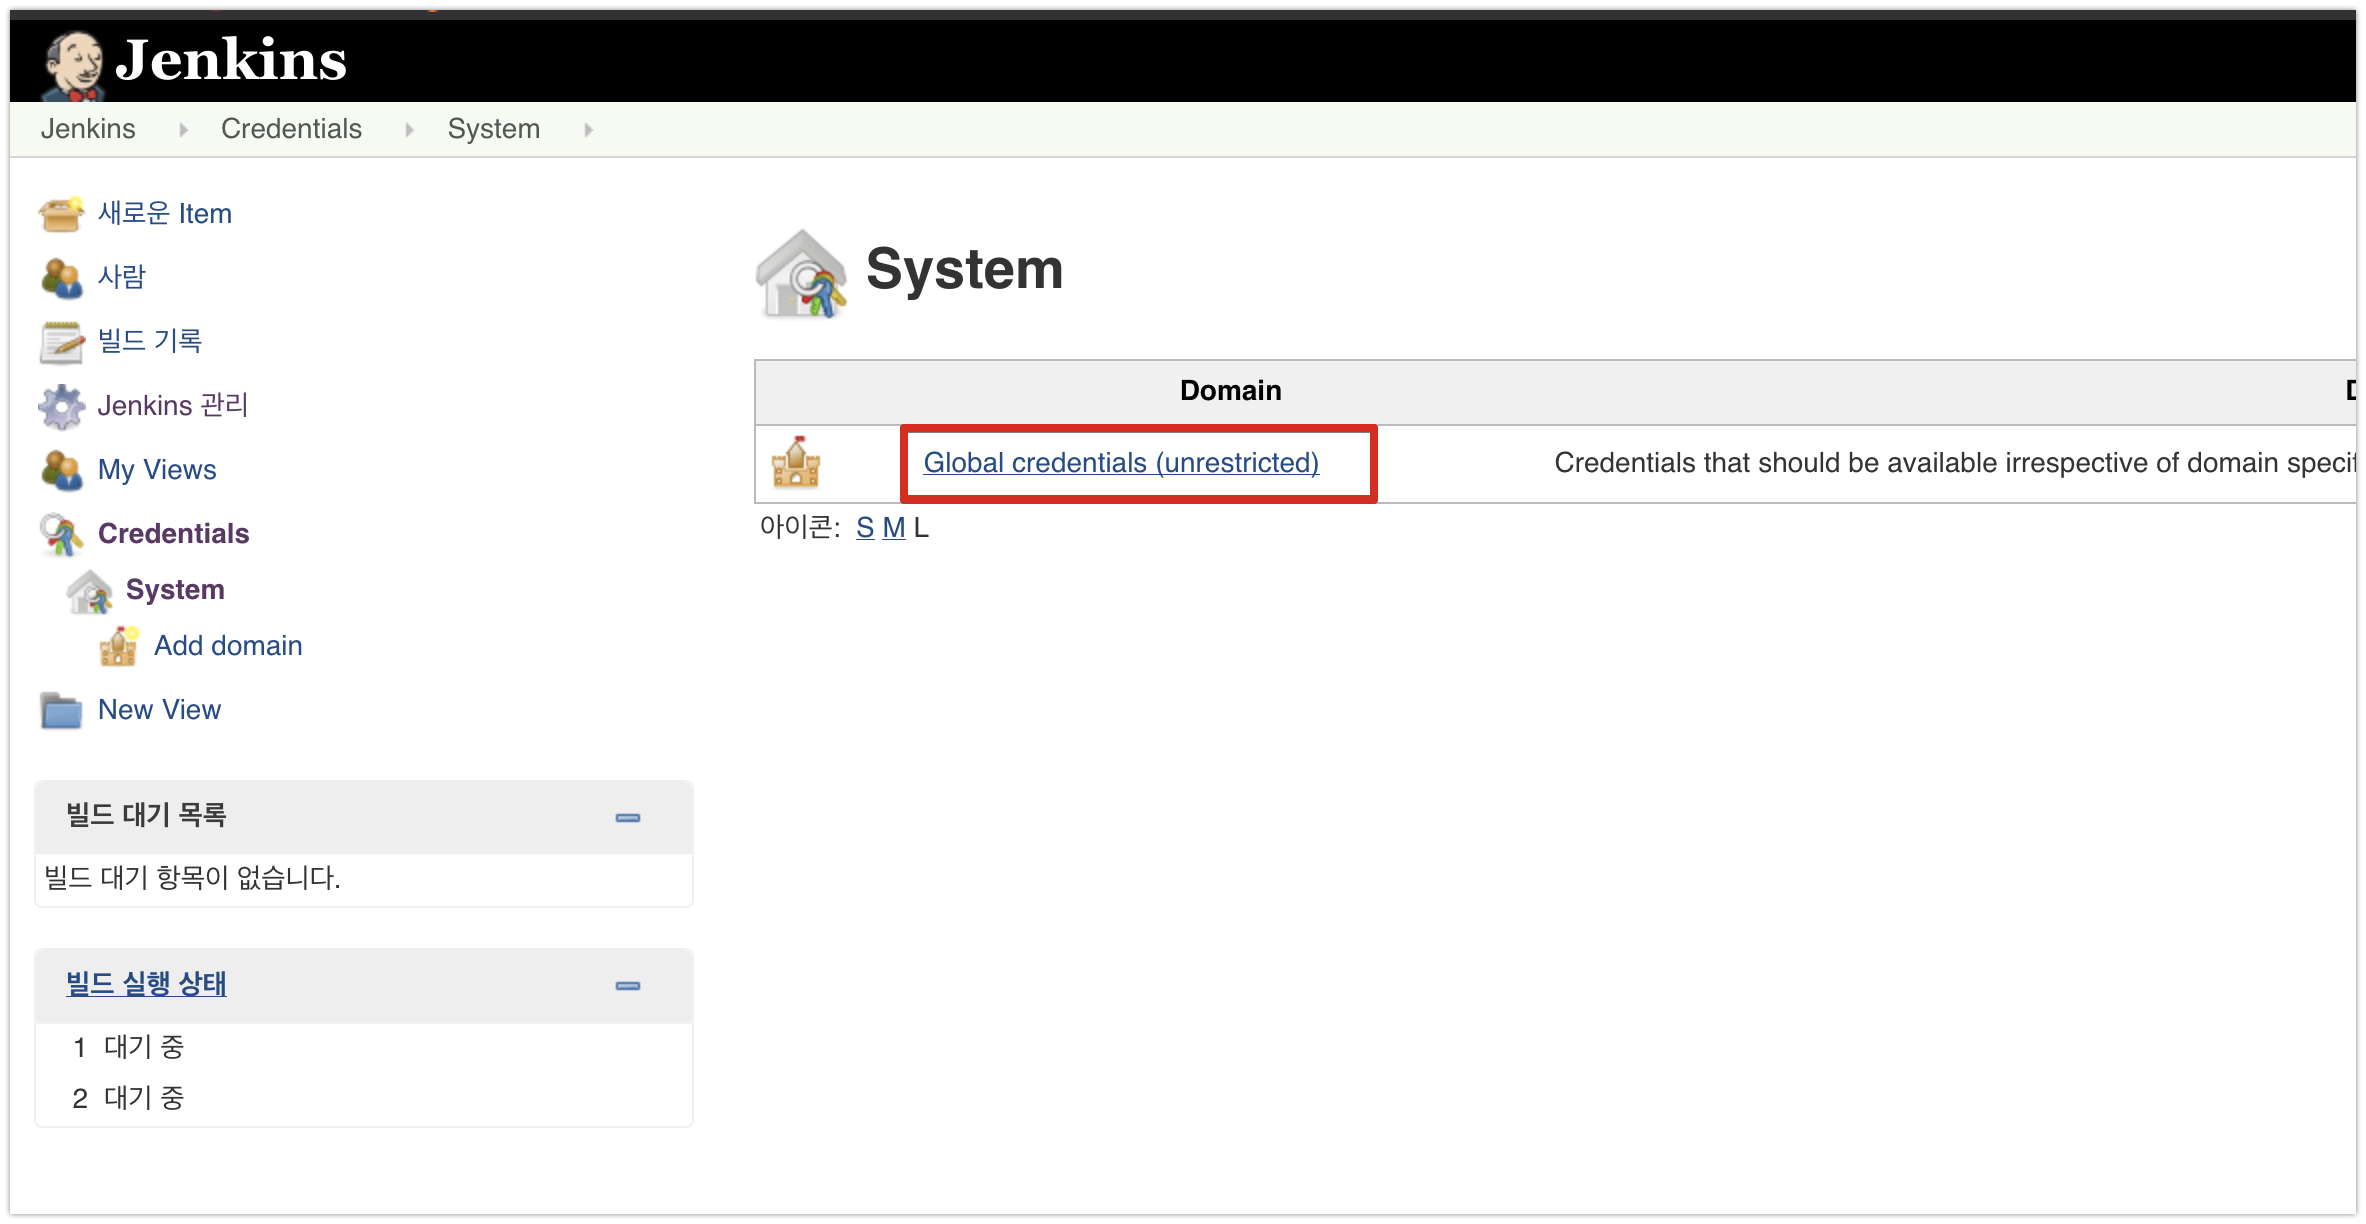 Jenkins
Jenkins Credentials System
새로운 Item
사람
빌드 기록
Jenkins 관리
My Views
Credentials
System
Add domain
New View
빌드 대기 목록
빌드 대기 항목이 없습니다.
빌드 실행 상태
1 대기 중
2 대기 중
System
Domain
Global credentials (unrestricted) Credentials that should be available irrespective of domain
아이콘: S M L